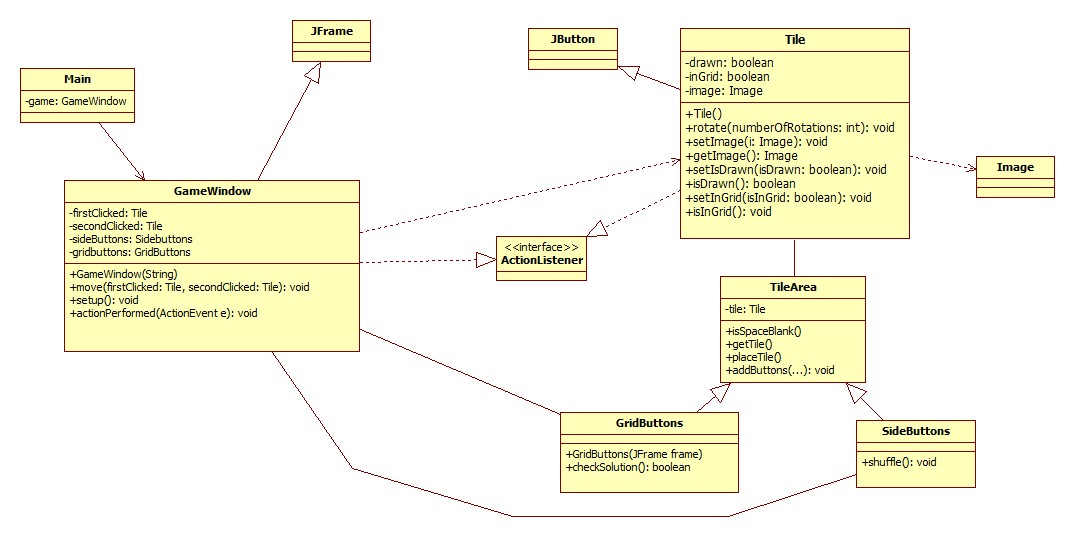 JFrame
JButton
Tile
-drawn: boolean
-inGrid: boolean
-image: Image
+Tile()
+rotate(numberOfRotations: int): void
+setImage(i: Image): void
+getImage(): Image
+setIsDrawn(isDrawn: boolean): void
+isDrawn(): boolean
+setInGrid(isInGrid: boolean): void
+isInGrid(): void
Main
-game: GameWindow
Image
GameWindow
-firstClicked: Tile
-secondClicked: Tile
-sideButtons: Sidebuttons
-gridbuttons: GridButtons
+GameWindow(String)
+move(firstClicked: Tile, secondClicked: Tile): void
+setup(): void
+actionPerformed(ActionEvent e): void
<<interface>>
ActionListener
TileArea
-tile: Tile
+isSpaceBlank()
+getTile()
+placeTile()
+addButtons(...): void
GridButtons
+GridButtons(JFrame frame)
+checkSolution(): boolean
SideButtons
+shuffle(): void